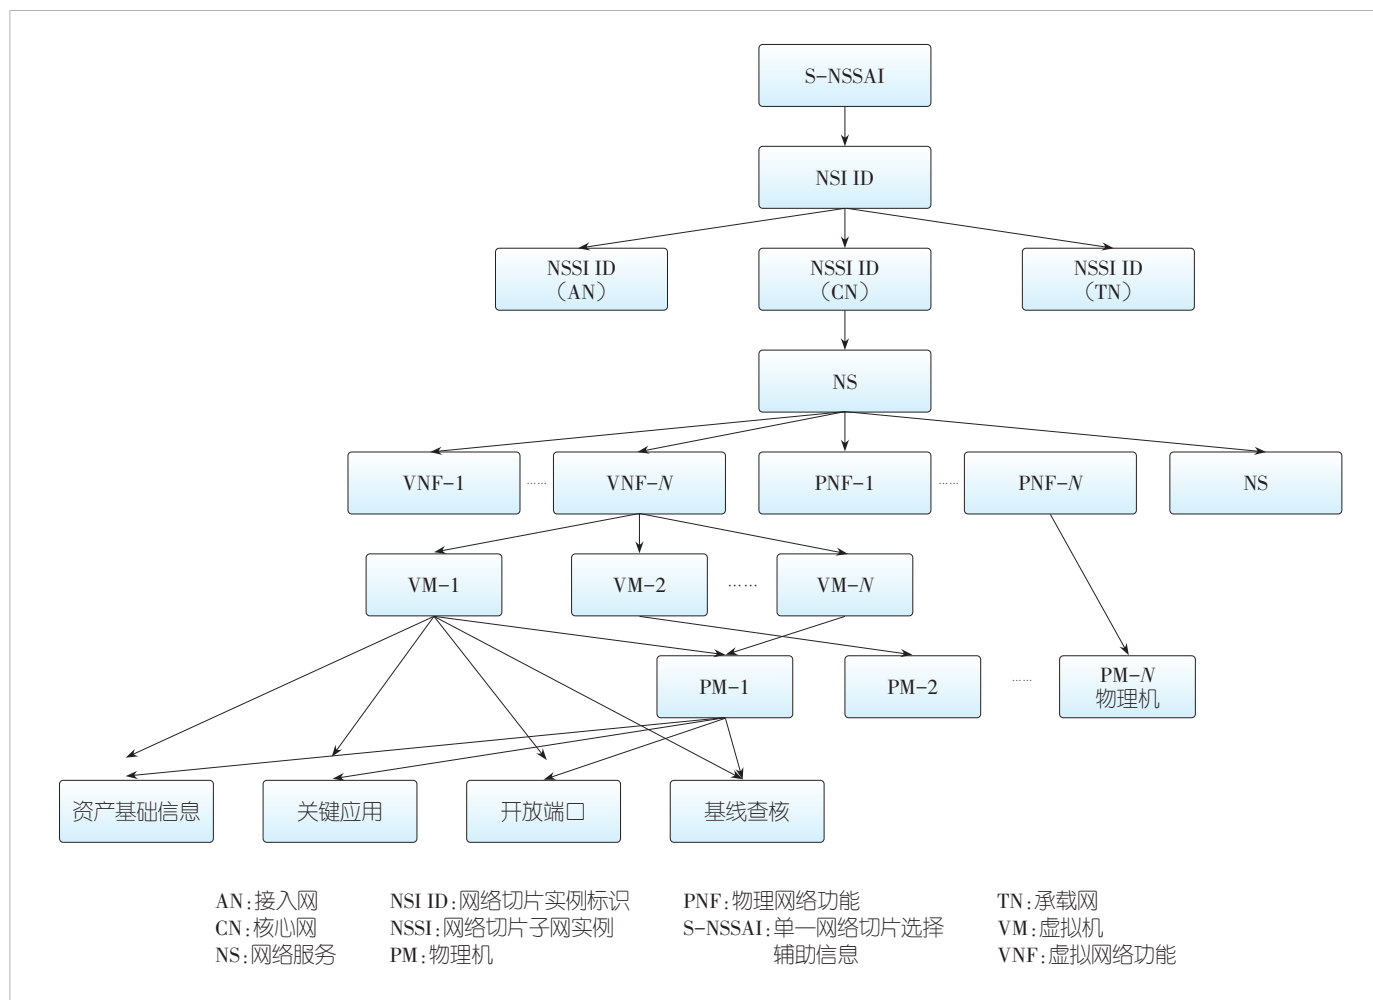 S-NSSAI
NSI ID
NSSI ID
（AN）
NSSI ID
（CN）
NSSI ID
（TN）
NS
VNF-1
……
VNF-N
PNF-1
……
PNF-N
NS
VM-1
VM-2
……
VM-N
PM-1
PM-2
……
PM-N
物理机
资产基础信息
关键应用
开放端口
基线查核
AN:接入网
CN:核心网
NS:网络服务
NSI ID:网络切片实例标识
NSSI:网络切片子网实例
PM:物理机
PNF:物理网络功能
S-NSSAI:单一网络切片选择
辅助信息
TN:承载网
VM:虚拟机
VNF:虚拟网络功能